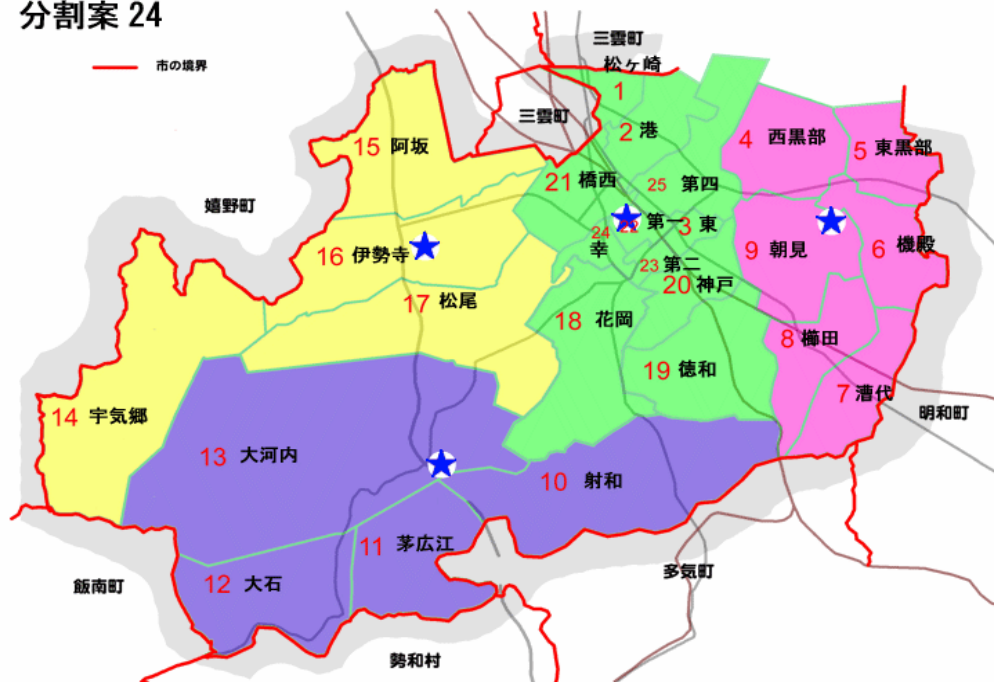 分割案 24
市の境界
三雲町
松ヶ崎
1
三雲町
2 港
15 阿坂
4 西黒部
5 東黒部
21 橋西
25 第四
嬉野町
22 第一
3 東
24
幸
16 伊勢寺
9 朝見
6 機殿
23 第二
20 神戸
17 松尾
18 花岡
8 櫛田
19 徳和
7 漕代
14 宇気郷
明和町
13 大河内
10 射和
11 茅広江
飯南町
12 大石
多気町
勢和村